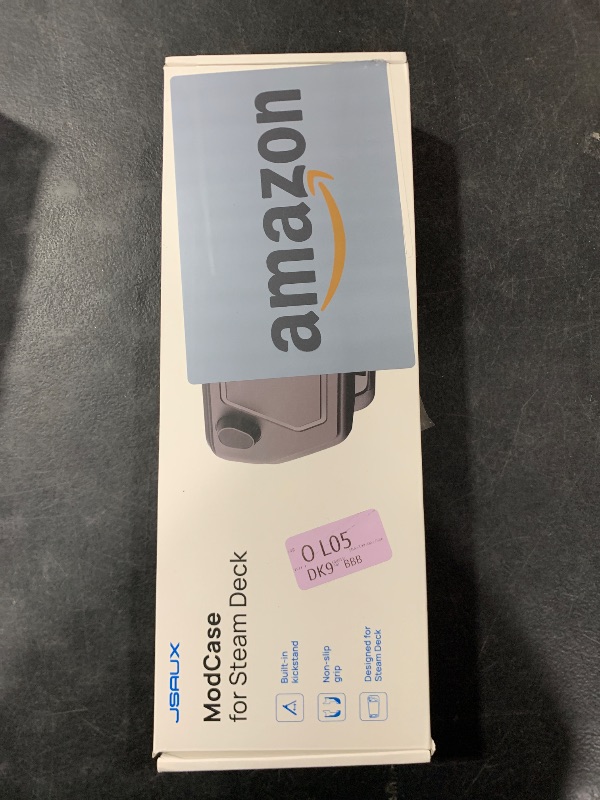 amazon
O L05
DK9 BBB
JSAUX
ModCase
for Steam Deck
Built-in
kickstand
Non-slip
grip
Designed for
Steam Deck